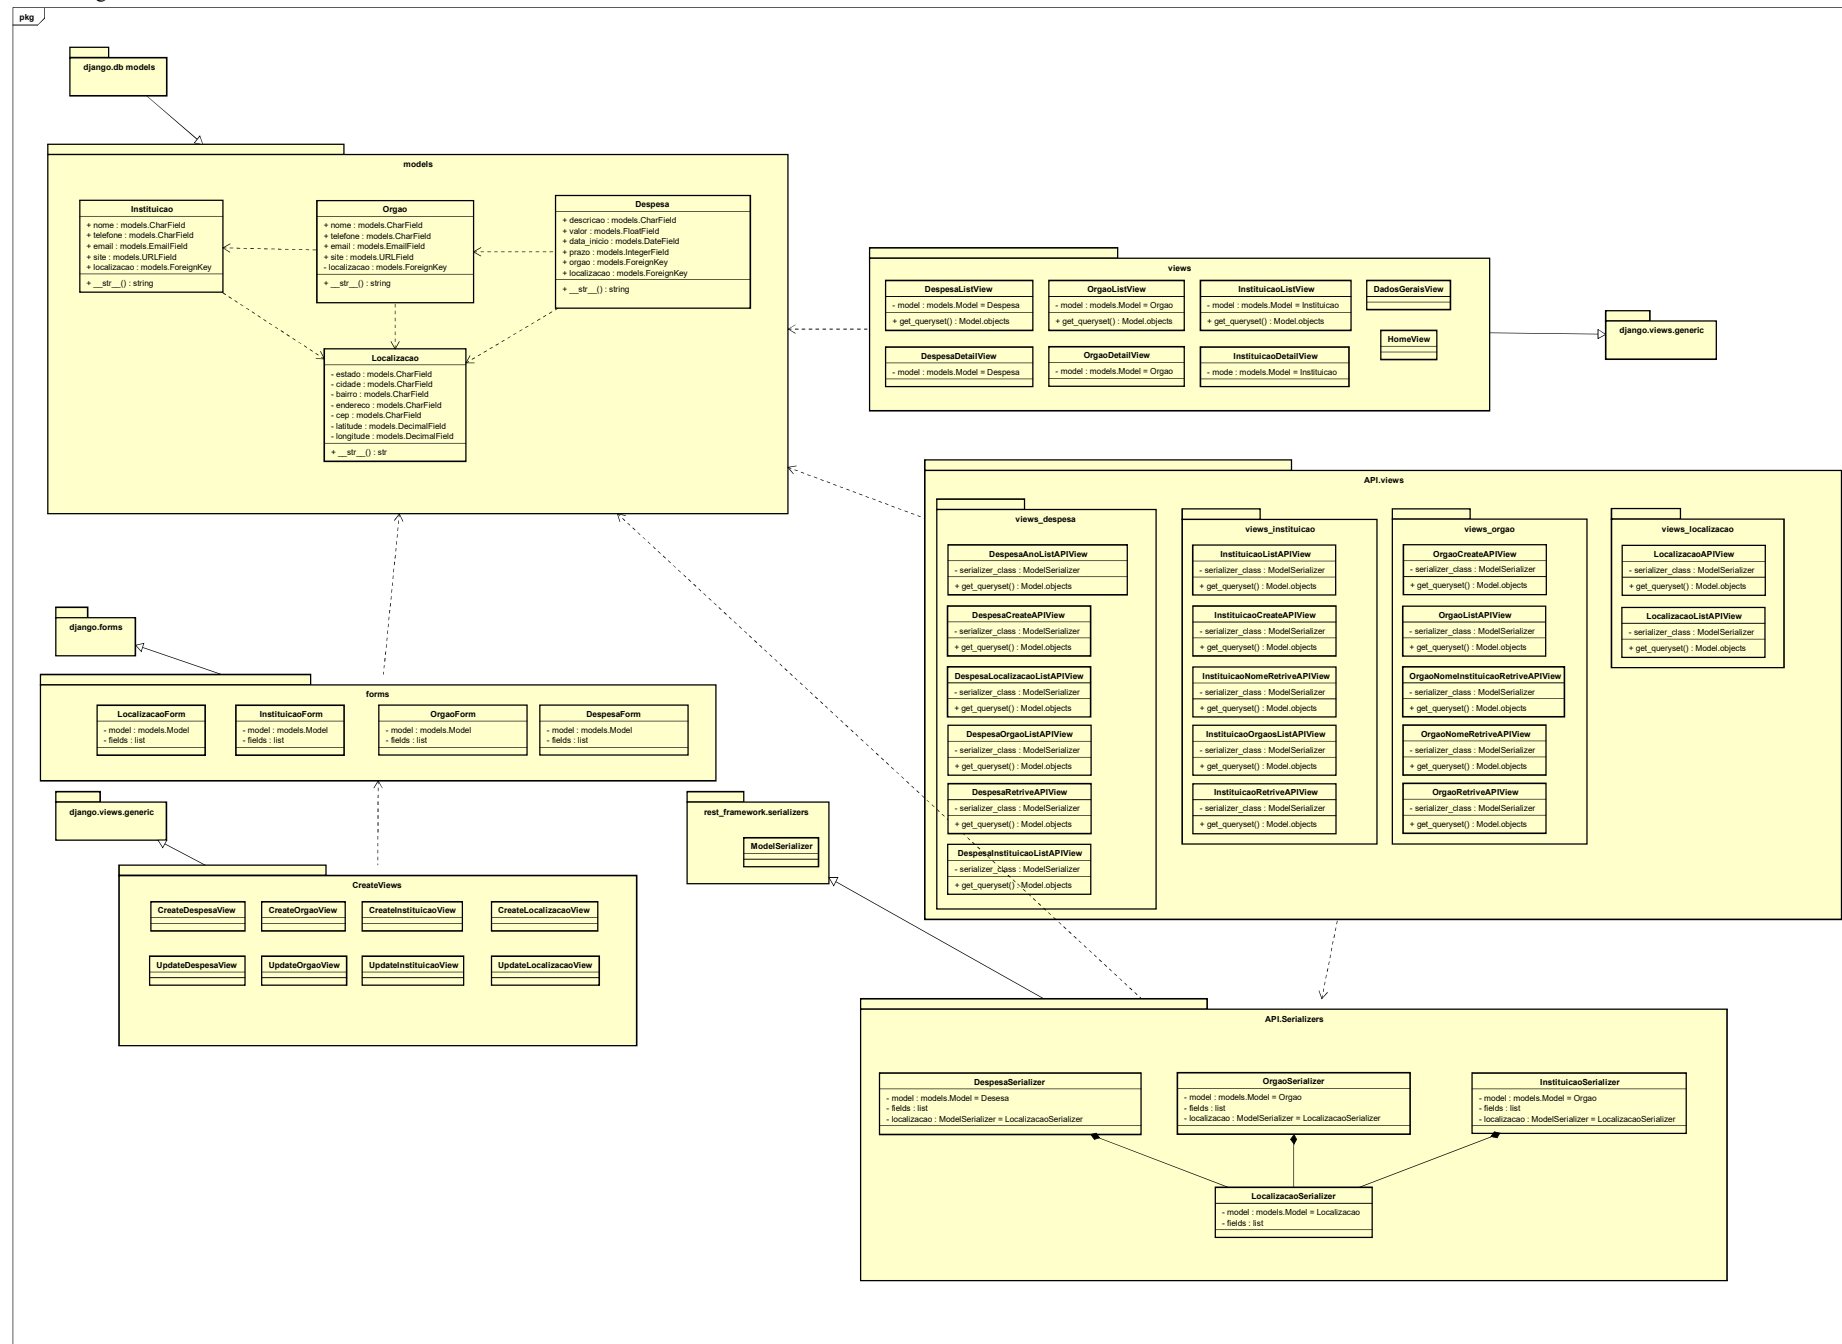 pkg
django.db models
models
Instituicao
+ nome : models.CharField
+ telefone : models.CharField
+ email : models.EmailField
+ site : models.URLField
+ localizacao : models.ForeignKey
+ __str__() : string
Orgao
+ nome : models.CharField
+ telefone : models.CharField
+ email : models.EmailField
+ site : models.URLField
- localizacao : models.ForeignKey
+ __str__() : string
Despesa
+ descricao : models.CharField
+ valor : models.FloatField
+ data_inicio : models.DateField
+ prazo : models.IntegerField
+ orgao : models.ForeignKey
+ localizacao : models.ForeignKey
+ __str__() : string
Localizacao
- estado : models.CharField
- cidade : models.CharField
- bairro : models.CharField
- endereco : models.CharField
- cep : models.CharField
- latitude : models.DecimalField
- longitude : models.DecimalField
+ __str__() : str
views
DespesaListView
- model : models.Model = Despesa
+ get_queryset() : Model.objects
OrgaoListView
- model : models.Model = Orgao
+ get_queryset() : Model.objects
InstituicaoListView
- model : models.Model = Instituicao
+ get_queryset() : Model.objects
DadosGeraisView
DespesaDetailView
- model : models.Model = Despesa
OrgaoDetailView
- model : models.Model = Orgao
InstituicaoDetailView
- mode : models.Model = Instituicao
HomeView
django.views.generic
API.views
views_despesa
DespesaAnoListAPIView
- serializer_class : ModelSerializer
+ get_queryset() : Model.objects
DespesaCreateAPIView
- serializer_class : ModelSerializer
+ get_queryset() : Model.objects
DespesaLocalizacaoListAPIView
- serializer_class : ModelSerializer
+ get_queryset() : Model.objects
DespesaOrgaoListAPIView
- serializer_class : ModelSerializer
+ get_queryset() : Model.objects
DespesaRetriveAPIView
- serializer_class : ModelSerializer
+ get_queryset() : Model.objects
DespesaInstituicaoListAPIView
- serializer_class : ModelSerializer
+ get_queryset() : Model.objects
views_instituicao
InstituicaoListAPIView
- serializer_class : ModelSerializer
+ get_queryset() : Model.objects
InstituicaoCreateAPIView
- serializer_class : ModelSerializer
+ get_queryset() : Model.objects
InstituicaoNomeRetriveAPIView
- serializer_class : ModelSerializer
+ get_queryset() : Model.objects
InstituicaoOrgaosListAPIView
- serializer_class : ModelSerializer
+ get_queryset() : Model.objects
InstituicaoRetriveAPIView
- serializer_class : ModelSerializer
+ get_queryset() : Model.objects
views_orgao
OrgaoCreateAPIView
- serializer_class : ModelSerializer
+ get_queryset() : Model.objects
OrgaoListAPIView
- serializer_class : ModelSerializer
+ get_queryset() : Model.objects
OrgaoNomeInstituicaoRetriveAPIView
- serializer_class : ModelSerializer
+ get_queryset() : Model.objects
OrgaoNomeRetriveAPIView
- serializer_class : ModelSerializer
+ get_queryset() : Model.objects
OrgaoRetriveAPIView
- serializer_class : ModelSerializer
+ get_queryset() : Model.objects
views_localizacao
LocalizacaoAPIView
- serializer_class : ModelSerializer
+ get_queryset() : Model.objects
LocalizacaoListAPIView
- serializer_class : ModelSerializer
+ get_queryset() : Model.objects
django.forms
forms
LocalizacaoForm
- model : models.Model
- fields : list
InstituicaoForm
- model : models.Model
- fields : list
OrgaoForm
- model : models.Model
- fields : list
DespesaForm
- model : models.Model
- fields : list
django.views.generic
CreateViews
CreateDespesaView
CreateOrgaoView
CreateInstituicaoView
CreateLocalizacaoView
UpdateDespesaView
UpdateOrgaoView
UpdateInstituicaoView
UpdateLocalizacaoView
rest_framework.serializers
ModelSerializer
API.Serializers
DespesaSerializer
- model : models.Model = Desesa
- fields : list
- localizacao : ModelSerializer = LocalizacaoSerializer
OrgaoSerializer
- model : models.Model = Orgao
- fields : list
- localizacao : ModelSerializer = LocalizacaoSerializer
InstituicaoSerializer
- model : models.Model = Orgao
- fields : list
- localizacao : ModelSerializer = LocalizacaoSerializer
LocalizacaoSerializer
- model : models.Model = Localizacao
- fields : list